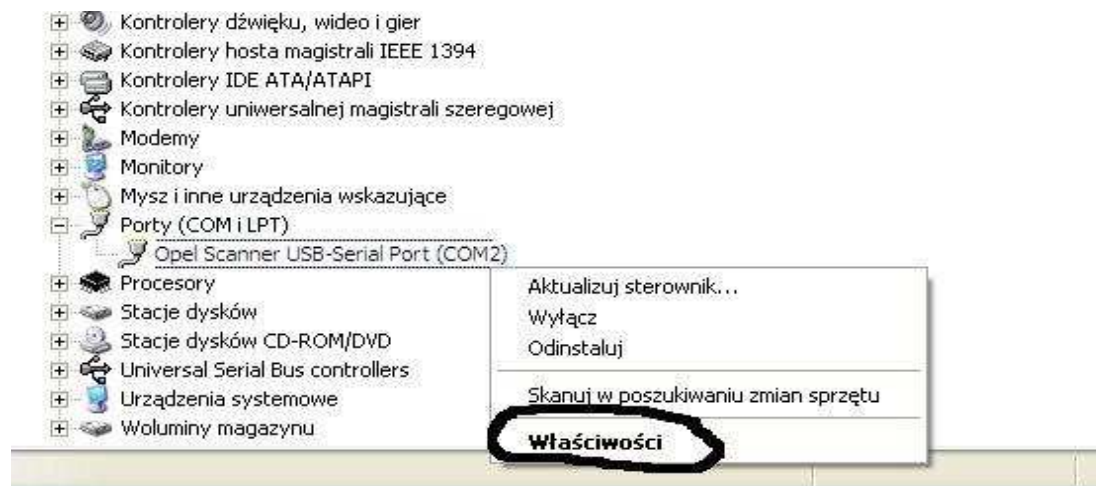 Kontrolery dźwięku, wideo i gier
Kontrolery hosta magistrali IEEE 1394
Kontrolery IDE ATA/ATAPI
Kontrolery uniwersalnej magistrali szeregowej
Modemy
Monitory
Mysz i inne urządzenia wskazujące
Porty (COM i LPT)
Opel Scanner USB-Serial Port (COM2)
Procesory
Stacje dysków
Stacje dysków CD-ROM/DVD
Universal Serial Bus controllers
Urządzenia systemowe
Woluminy magazynu
Aktualizuj sterownik...
Wyłącz
Odinstaluj
Skanuj w poszukiwaniu zmian sprzętu
Właściwości